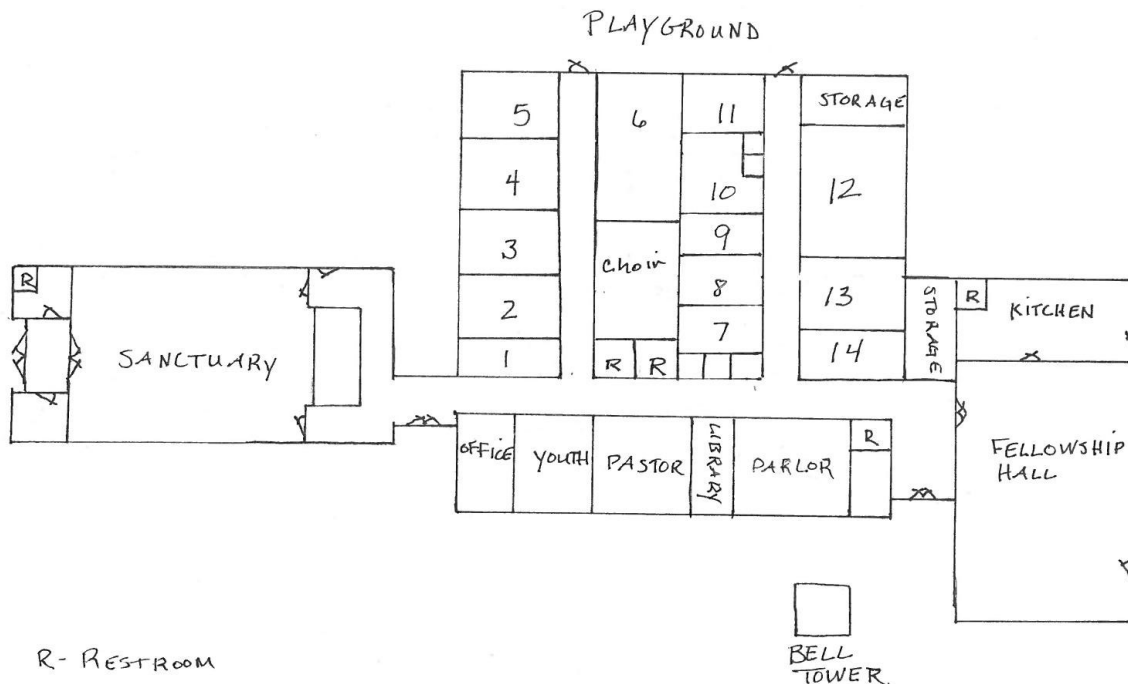 PLAYGROUND
5
6
11
STORAGE
4
10
12
3
Choir
9
R
2
8
13
STORAGE
R
KITCHEN
SANCTUARY
1
R
R
7
14
OFFICE
YOUTH
PASTOR
LIBRARY
PARLOR
R
FELLOWSHIP
HALL
R- RESTROOM
BELL
TOWER